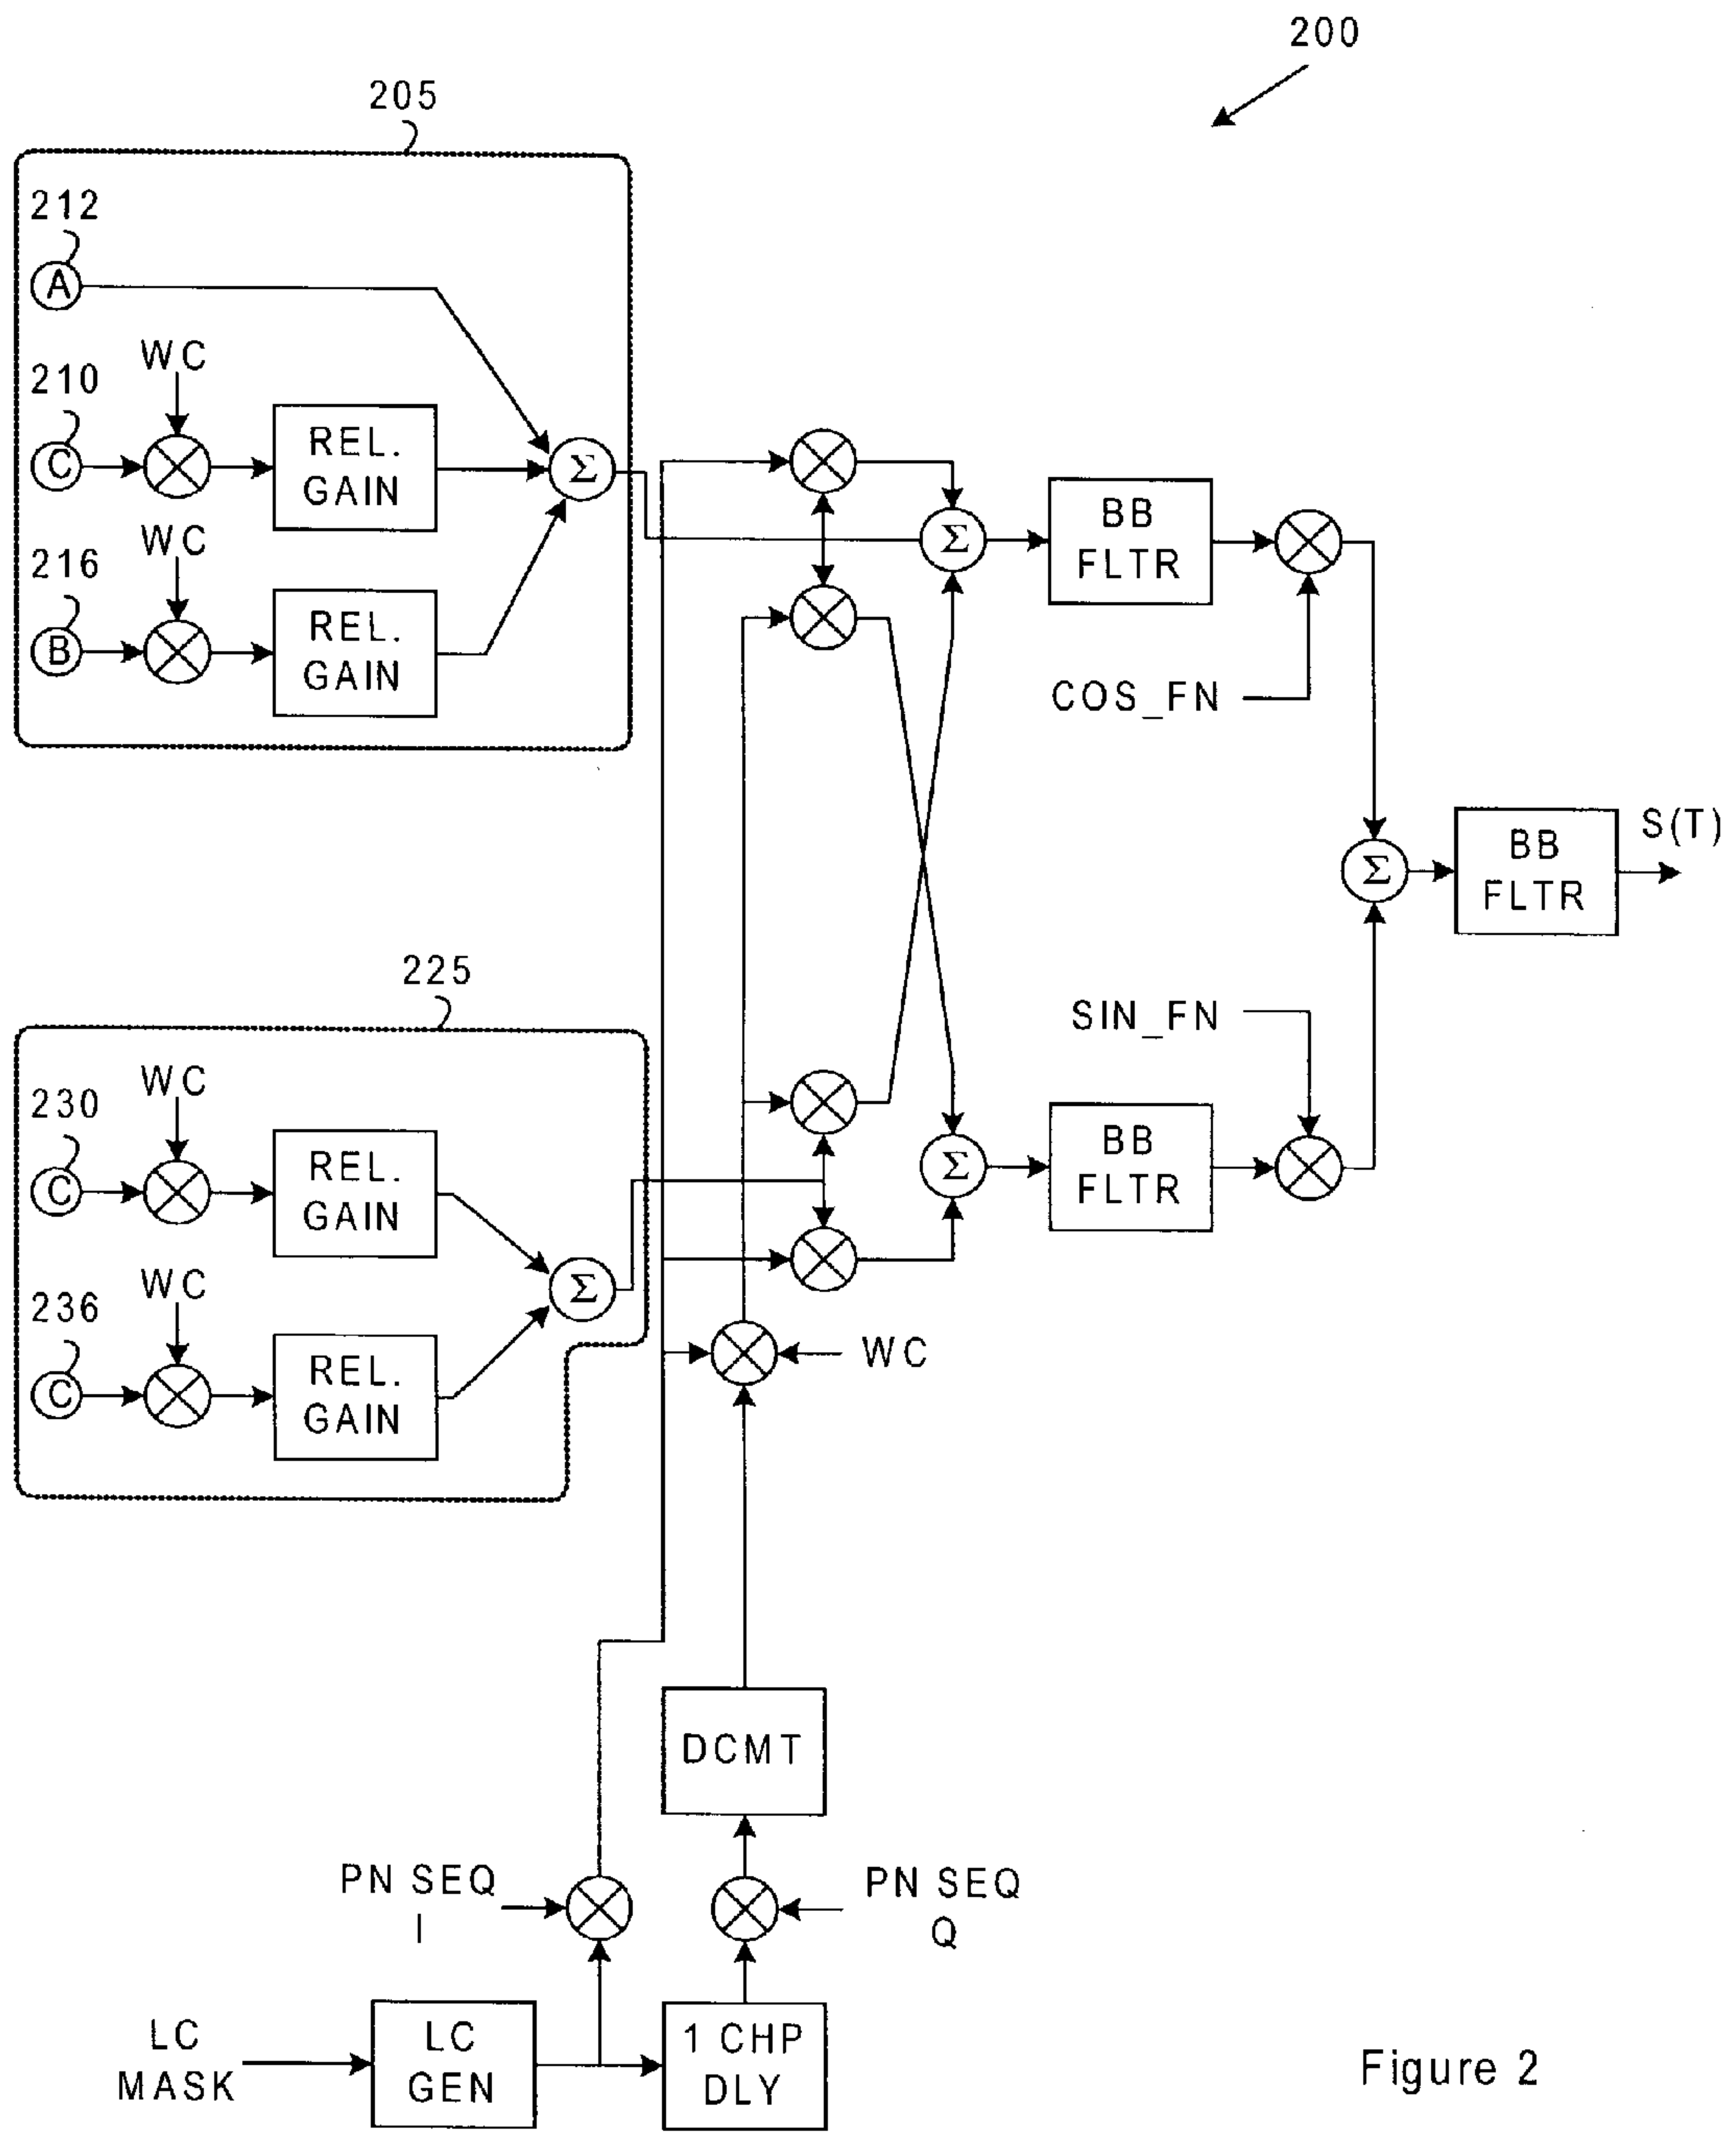 200
205
212
A
WC
210
C
REL.
GAIN
Σ
WC
216
B
REL.
GAIN
Σ
BB
FLTR
COS_FN
S(T)
Σ
BB
FLTR
225
SIN_FN
WC
230
C
REL.
GAIN
Σ
BB
FLTR
WC
236
C
REL.
GAIN
Σ
WC
DCMT
PN SEQ
I
PN SEQ
Q
LC
MASK
LC
GEN
1 CHP
DLY
Figure 2